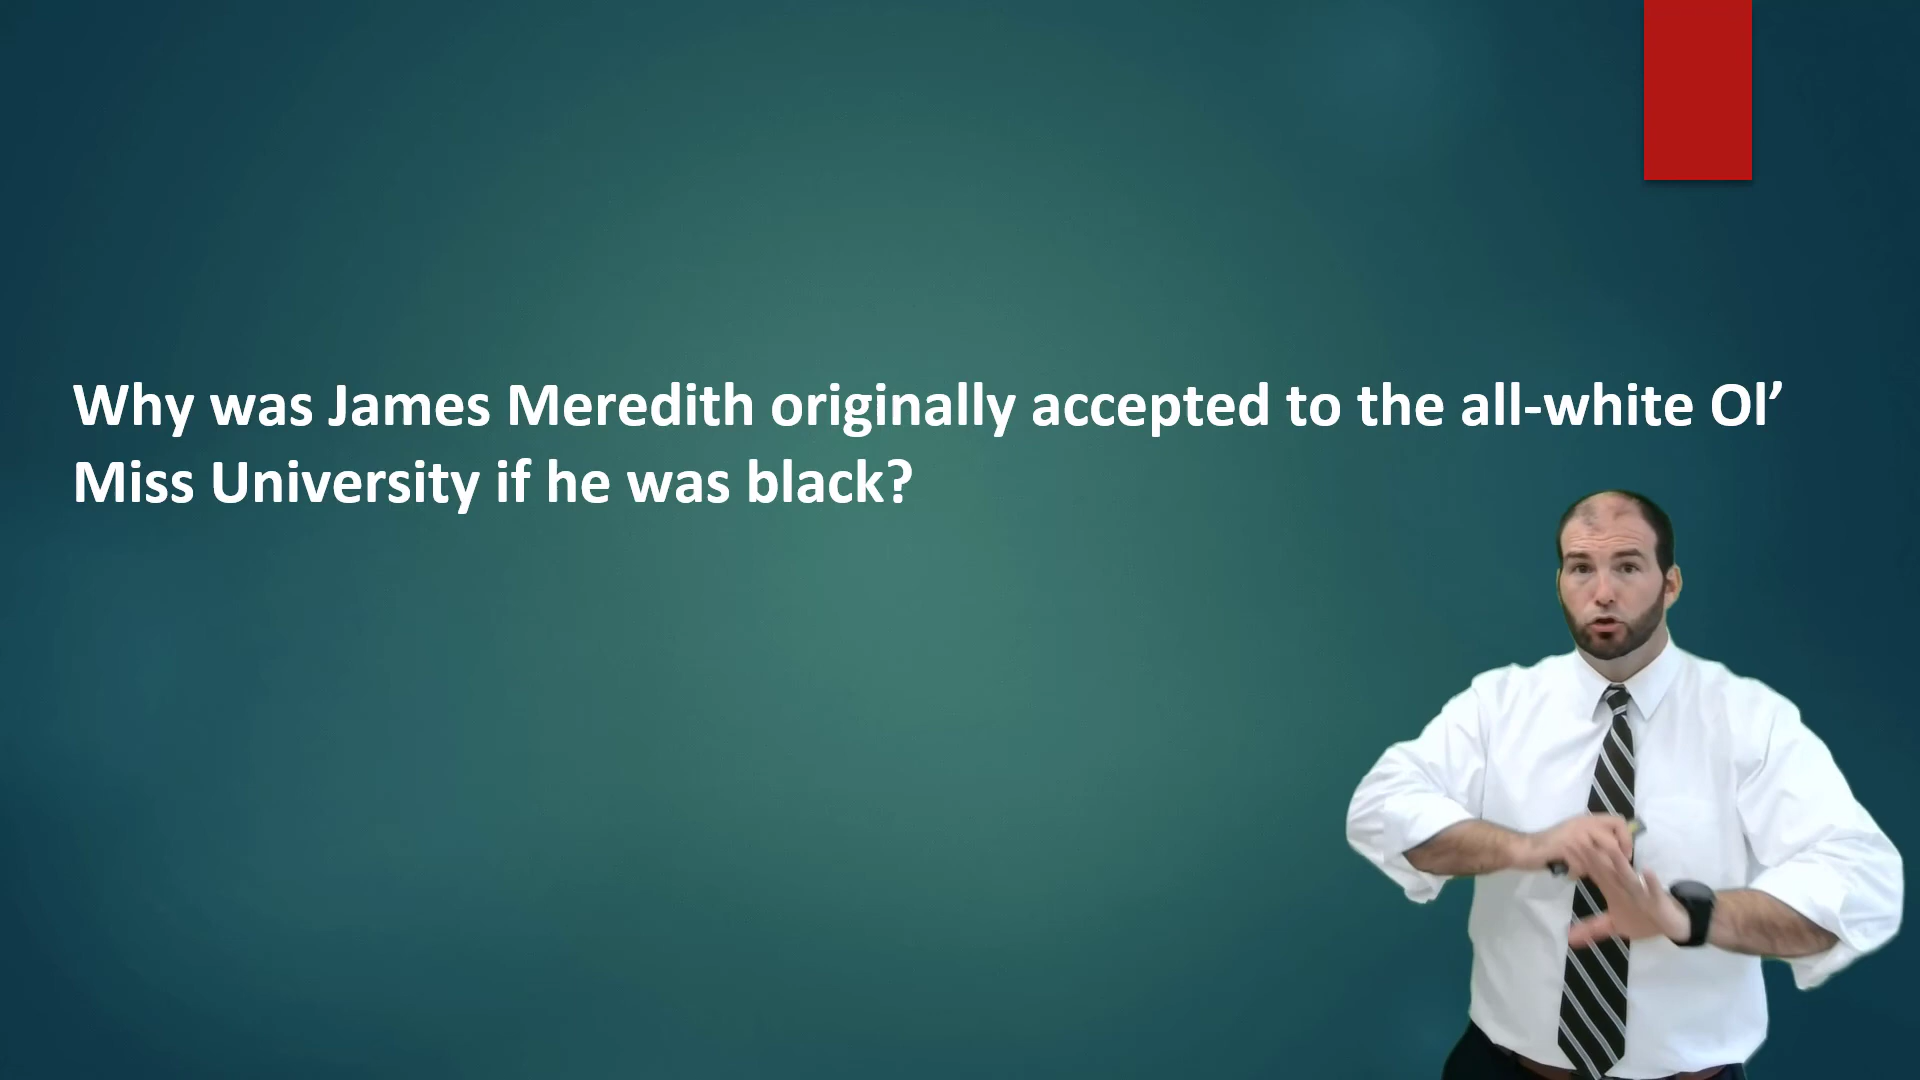 Why was James Meredith originally accepted to the all-white Ol’
Miss University if he was black?